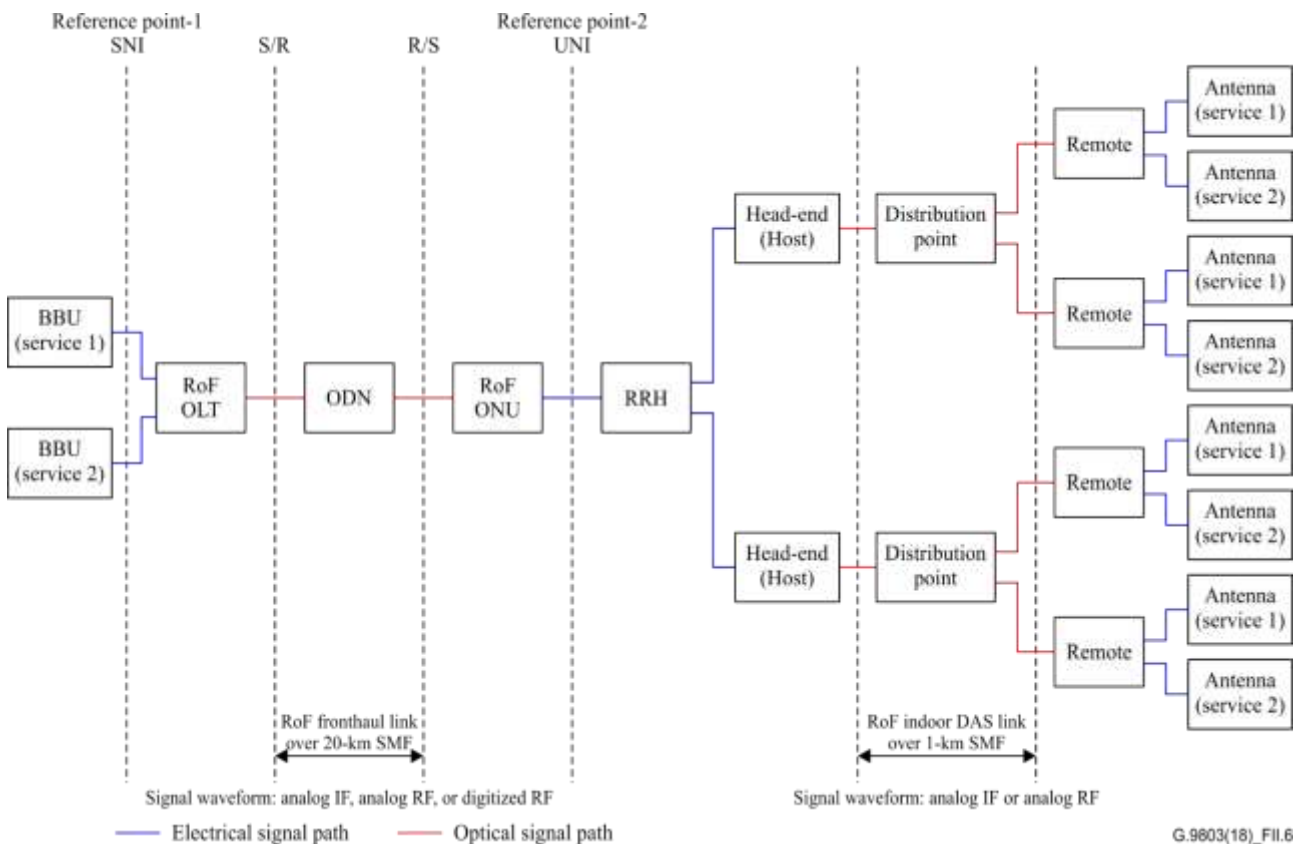 Reference point-1
SNI
S/R
R/S
Reference point-2
UNI
BBU
(service 1)
BBU
(service 2)
RoF
OLT
ODN
RoF
ONU
RRH
Head-end
(Host)
Distribution
point
Remote
Antenna
(service 1)
Antenna
(service 2)
Remote
Antenna
(service 1)
Antenna
(service 2)
Head-end
(Host)
Distribution
point
Remote
Antenna
(service 1)
Antenna
(service 2)
Remote
Antenna
(service 1)
Antenna
(service 2)
RoF fronthaul link
over 20-km SMF
RoF indoor DAS link
over 1-km SMF
Signal waveform: analog IF, analog RF, or digitized RF
Signal waveform: analog IF or analog RF
Electrical signal path
Optical signal path
G.9803(18)_FII.6